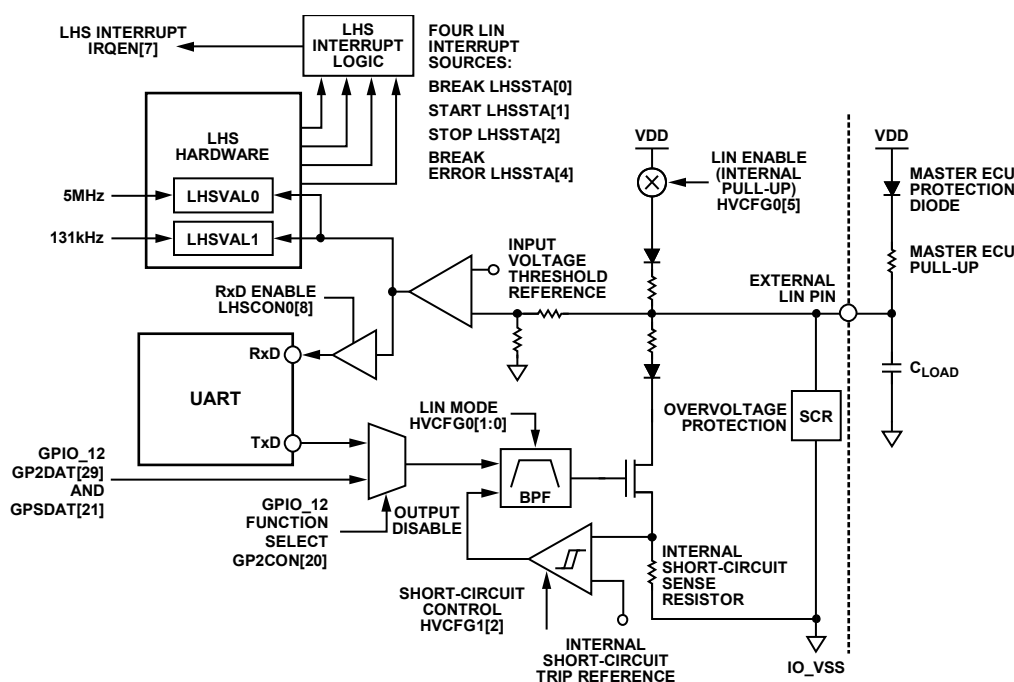 LHS INTERRUPT
IRQEN[7]
LHS
INTERRUPT
LOGIC
FOUR LIN
INTERRUPT
SOURCES:
BREAK LHSSTA[0]
START LHSSTA[1]
STOP LHSSTA[2]
BREAK
ERROR LHSSTA[4]
LHS
HARDWARE
5MHz
LHSVAL0
131kHz
LHSVAL1
VDD
LIN ENABLE
(INTERNAL
PULL-UP)
HVCFG0[5]
VDD
MASTER ECU
PROTECTION
DIODE
MASTER ECU
PULL-UP
INPUT
VOLTAGE
THRESHOLD
REFERENCE
EXTERNAL
LIN PIN
RxD ENABLE
LHSCON0[8]
RxD
UART
TxD
CLOAD
LIN MODE
HVCFG0[1:0]
OVERVOLTAGE
PROTECTION
SCR
BPF
GPIO_12
GP2DAT[29]
AND
GPSDAT[21]
GPIO_12
FUNCTION
SELECT
GP2CON[20]
OUTPUT
DISABLE
SHORT-CIRCUIT
CONTROL
HVCFG1[2]
INTERNAL
SHORT-CIRCUIT
SENSE
RESISTOR
INTERNAL
SHORT-CIRCUIT
TRIP REFERENCE
IO_VSS